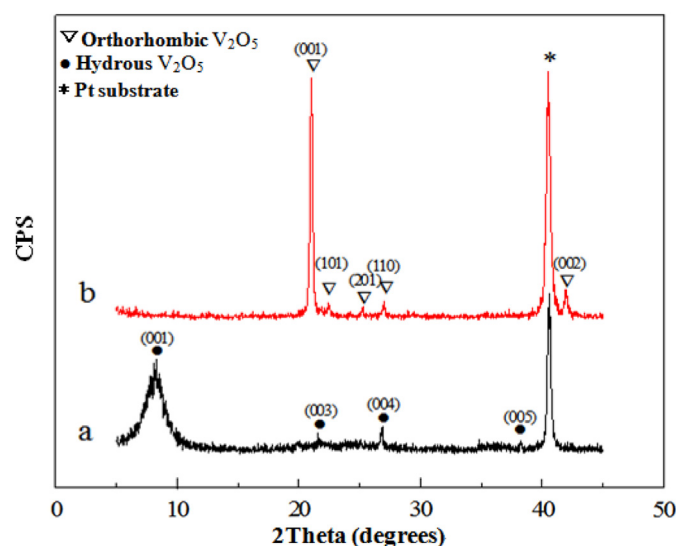 ▽ Orthorhombic V₂O₅
● Hydrous V₂O₅
* Pt substrate
(001)
*
(101)
(201)
(110)
(002)
b
(001)
(003)
(004)
(005)
a
CPS
0 10 20 30 40 50
2Theta (degrees)